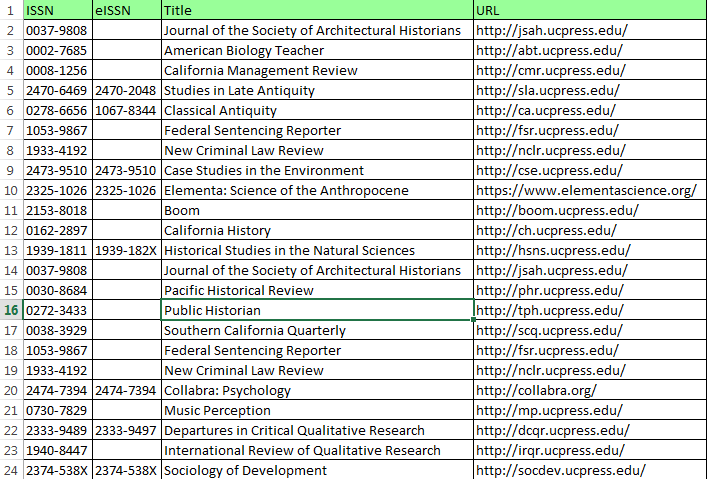 1 ISSN eISSN Title URL
2 0037-9808 Journal of the Society of Architectural Historians http://jsah.ucpress.edu/
3 0002-7685 American Biology Teacher http://abt.ucpress.edu/
4 0008-1256 California Management Review http://cmr.ucpress.edu/
5 2470-6469 2470-2048 Studies in Late Antiquity http://sla.ucpress.edu/
6 0278-6656 1067-8344 Classical Antiquity http://ca.ucpress.edu/
7 1053-9867 Federal Sentencing Reporter http://fsr.ucpress.edu/
8 1933-4192 New Criminal Law Review http://nclr.ucpress.edu/
9 2473-9510 2473-9510 Case Studies in the Environment http://cse.ucpress.edu/
10 2325-1026 2325-1026 Elementa: Science of the Anthropocene https://www.elementascience.org/
11 2153-8018 Boom http://boom.ucpress.edu/
12 0162-2897 California History http://ch.ucpress.edu/
13 1939-1811 1939-182X Historical Studies in the Natural Sciences http://hsns.ucpress.edu/
14 0037-9808 Journal of the Society of Architectural Historians http://jsah.ucpress.edu/
15 0030-8684 Pacific Historical Review http://phr.ucpress.edu/
16 0272-3433 Public Historian http://tph.ucpress.edu/
17 0038-3929 Southern California Quarterly http://scq.ucpress.edu/
18 1053-9867 Federal Sentencing Reporter http://fsr.ucpress.edu/
19 1933-4192 New Criminal Law Review http://nclr.ucpress.edu/
20 2474-7394 2474-7394 Collabra: Psychology http://collabra.org/
21 0730-7829 Music Perception http://mp.ucpress.edu/
22 2333-9489 2333-9497 Departures in Critical Qualitative Research http://dcqr.ucpress.edu/
23 1940-8447 International Review of Qualitative Research http://irqr.ucpress.edu/
24 2374-538X 2374-538X Sociology of Development http://socdev.ucpress.edu/